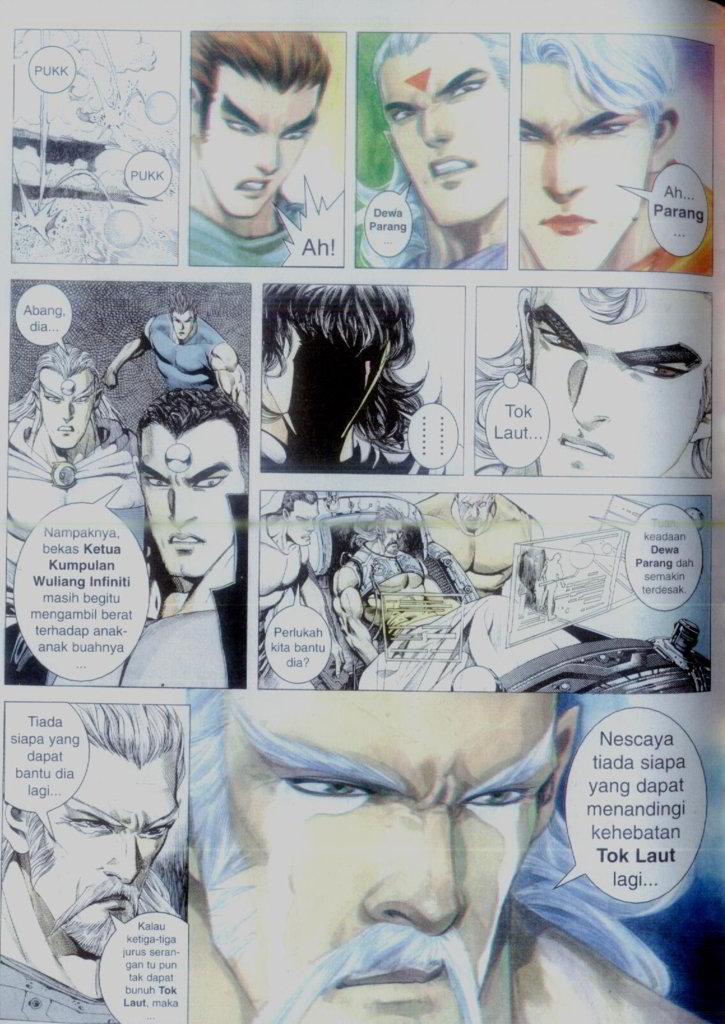 PUKK
PUKK
Ah!
Dewa
Parang
...
Ah...
Parang
...
Abang,
dia...
Nampaknya,
bekas Ketua
Kumpulan
Wuliang Infiniti
masih begitu
mengambil berat
terhadap anak-
anak buahnya
...
Tok
Laut...
Perlukah
kita bantu
dia?
Tuan,
keadaan
Dewa
Parang dah
semakin
terdesak.
Tiada
siapa yang
dapat
bantu dia
lagi...
Kalau
ketiga-tiga
jurus seran-
gan tu pun
tak dapat
bunuh Tok
Laut, maka
...
Nescaya
tiada siapa
yang dapat
menandingi
kehebatan
Tok Laut
lagi...